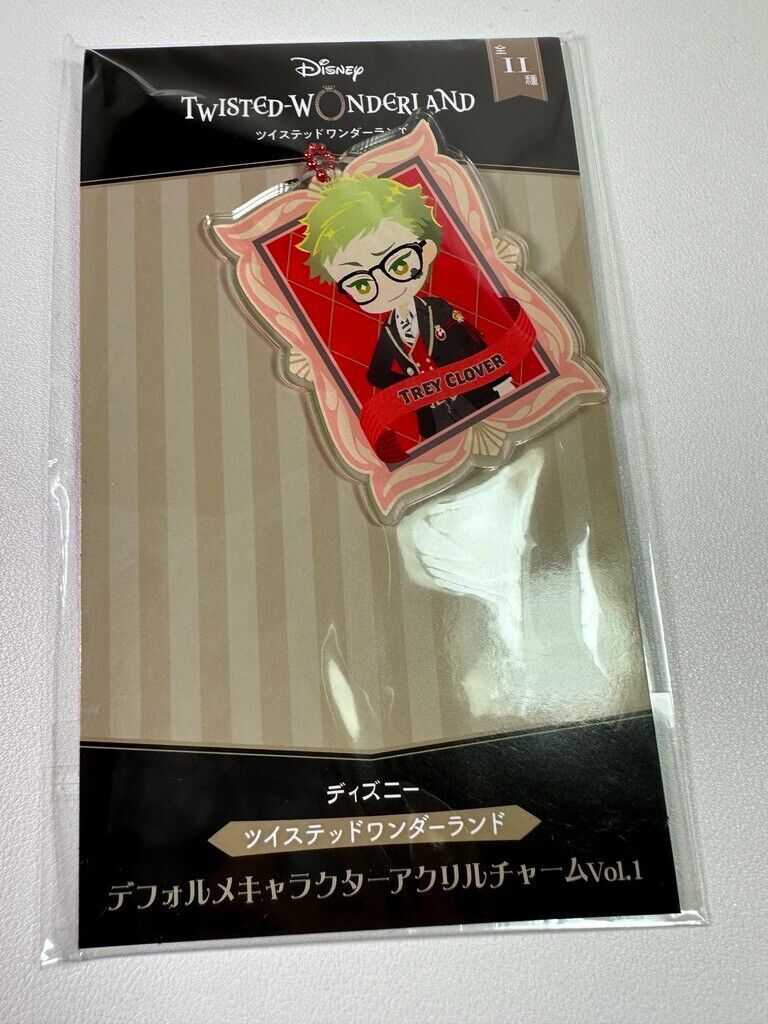 Disney
全
11
種
TWISTED-WONDERLAND
ツイステッドワンダーランド
TREY CLOVER
ディズニー
ツイステッドワンダーランド
デフォルメキャラクターアクリルチャームVol.1